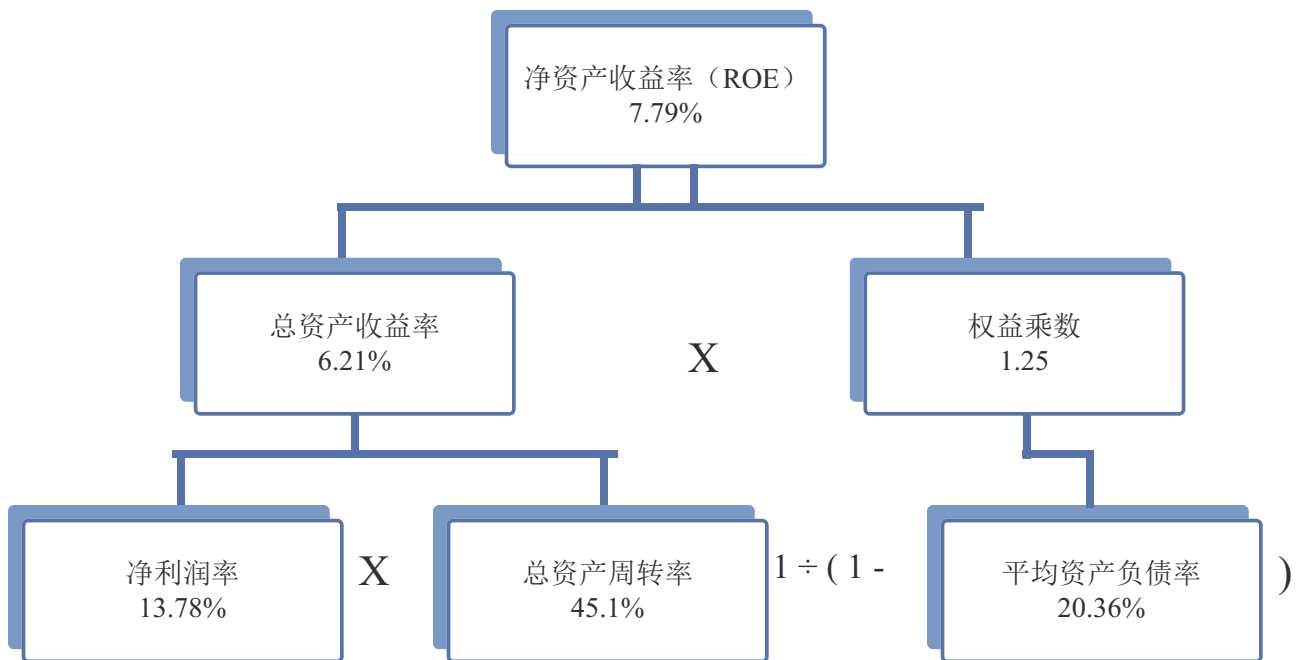 净资产收益率（ROE）
7.79%
总资产收益率
6.21%
X
权益乘数
1.25
净利润率
13.78%
X
总资产周转率
45.1%
1 ÷ ( 1 -
平均资产负债率
20.36%
)